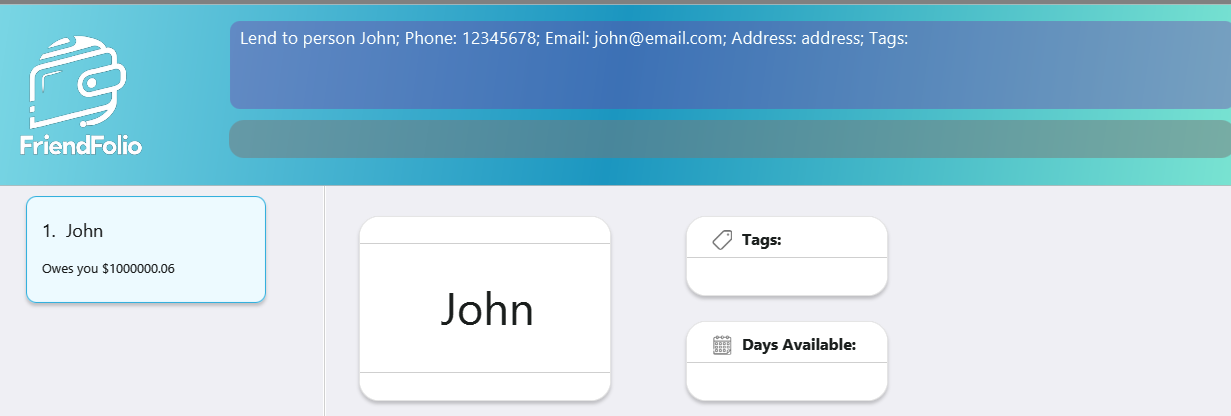 Lend to person John; Phone: 12345678; Email: john@email.com; Address: address; Tags:
FriendFolio
1. John
Owes you $1000000.06
John
Tags:
Days Available: